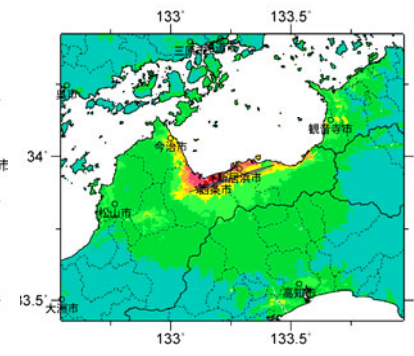 133°
133.5°
三原市
市
今治市
観音寺市
34°
新居浜市
西条市
松山市
高知市
33.5°
大洲市
133°
133.5°